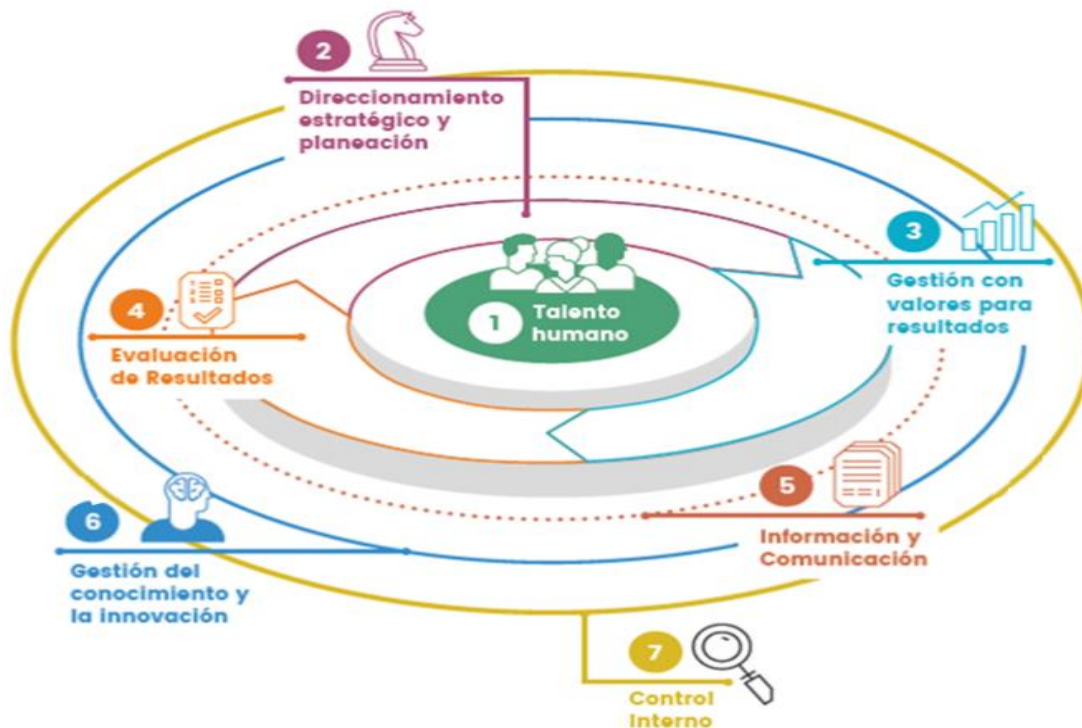 2
Direccionamiento
estratégico y
planeación
3
Gestión con
valores para
resultados
1
Talento
humano
4
Evaluación
de Resultados
5
Información y
Comunicación
6
Gestión del
conocimiento y
la innovación
7
Control
Interno